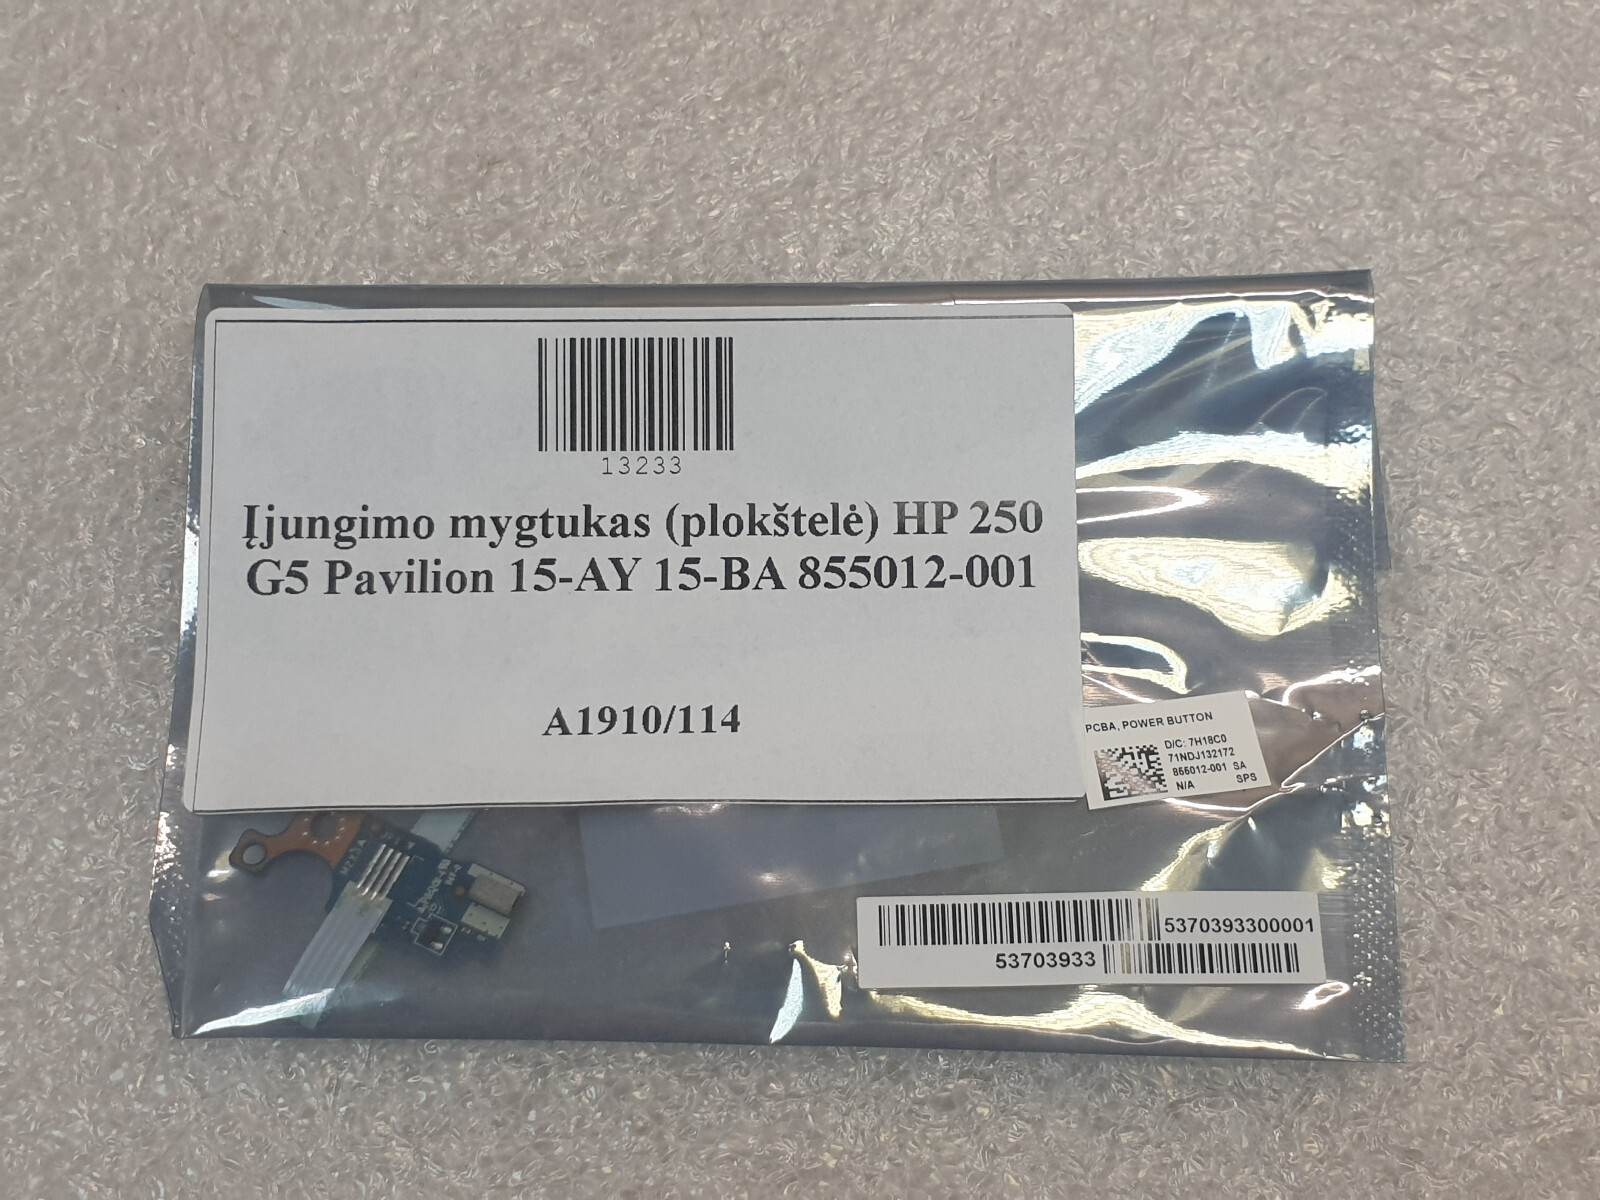 13233
Įjungimo mygtukas (plokštelė) HP 250
G5 Pavilion 15-AY 15-BA 855012-001
A1910/114
PCBA, POWER BUTTON
D/C: 7H18C0
71NDJ132172
855012-001 SA
N/A SPS
5370393300001
53703933